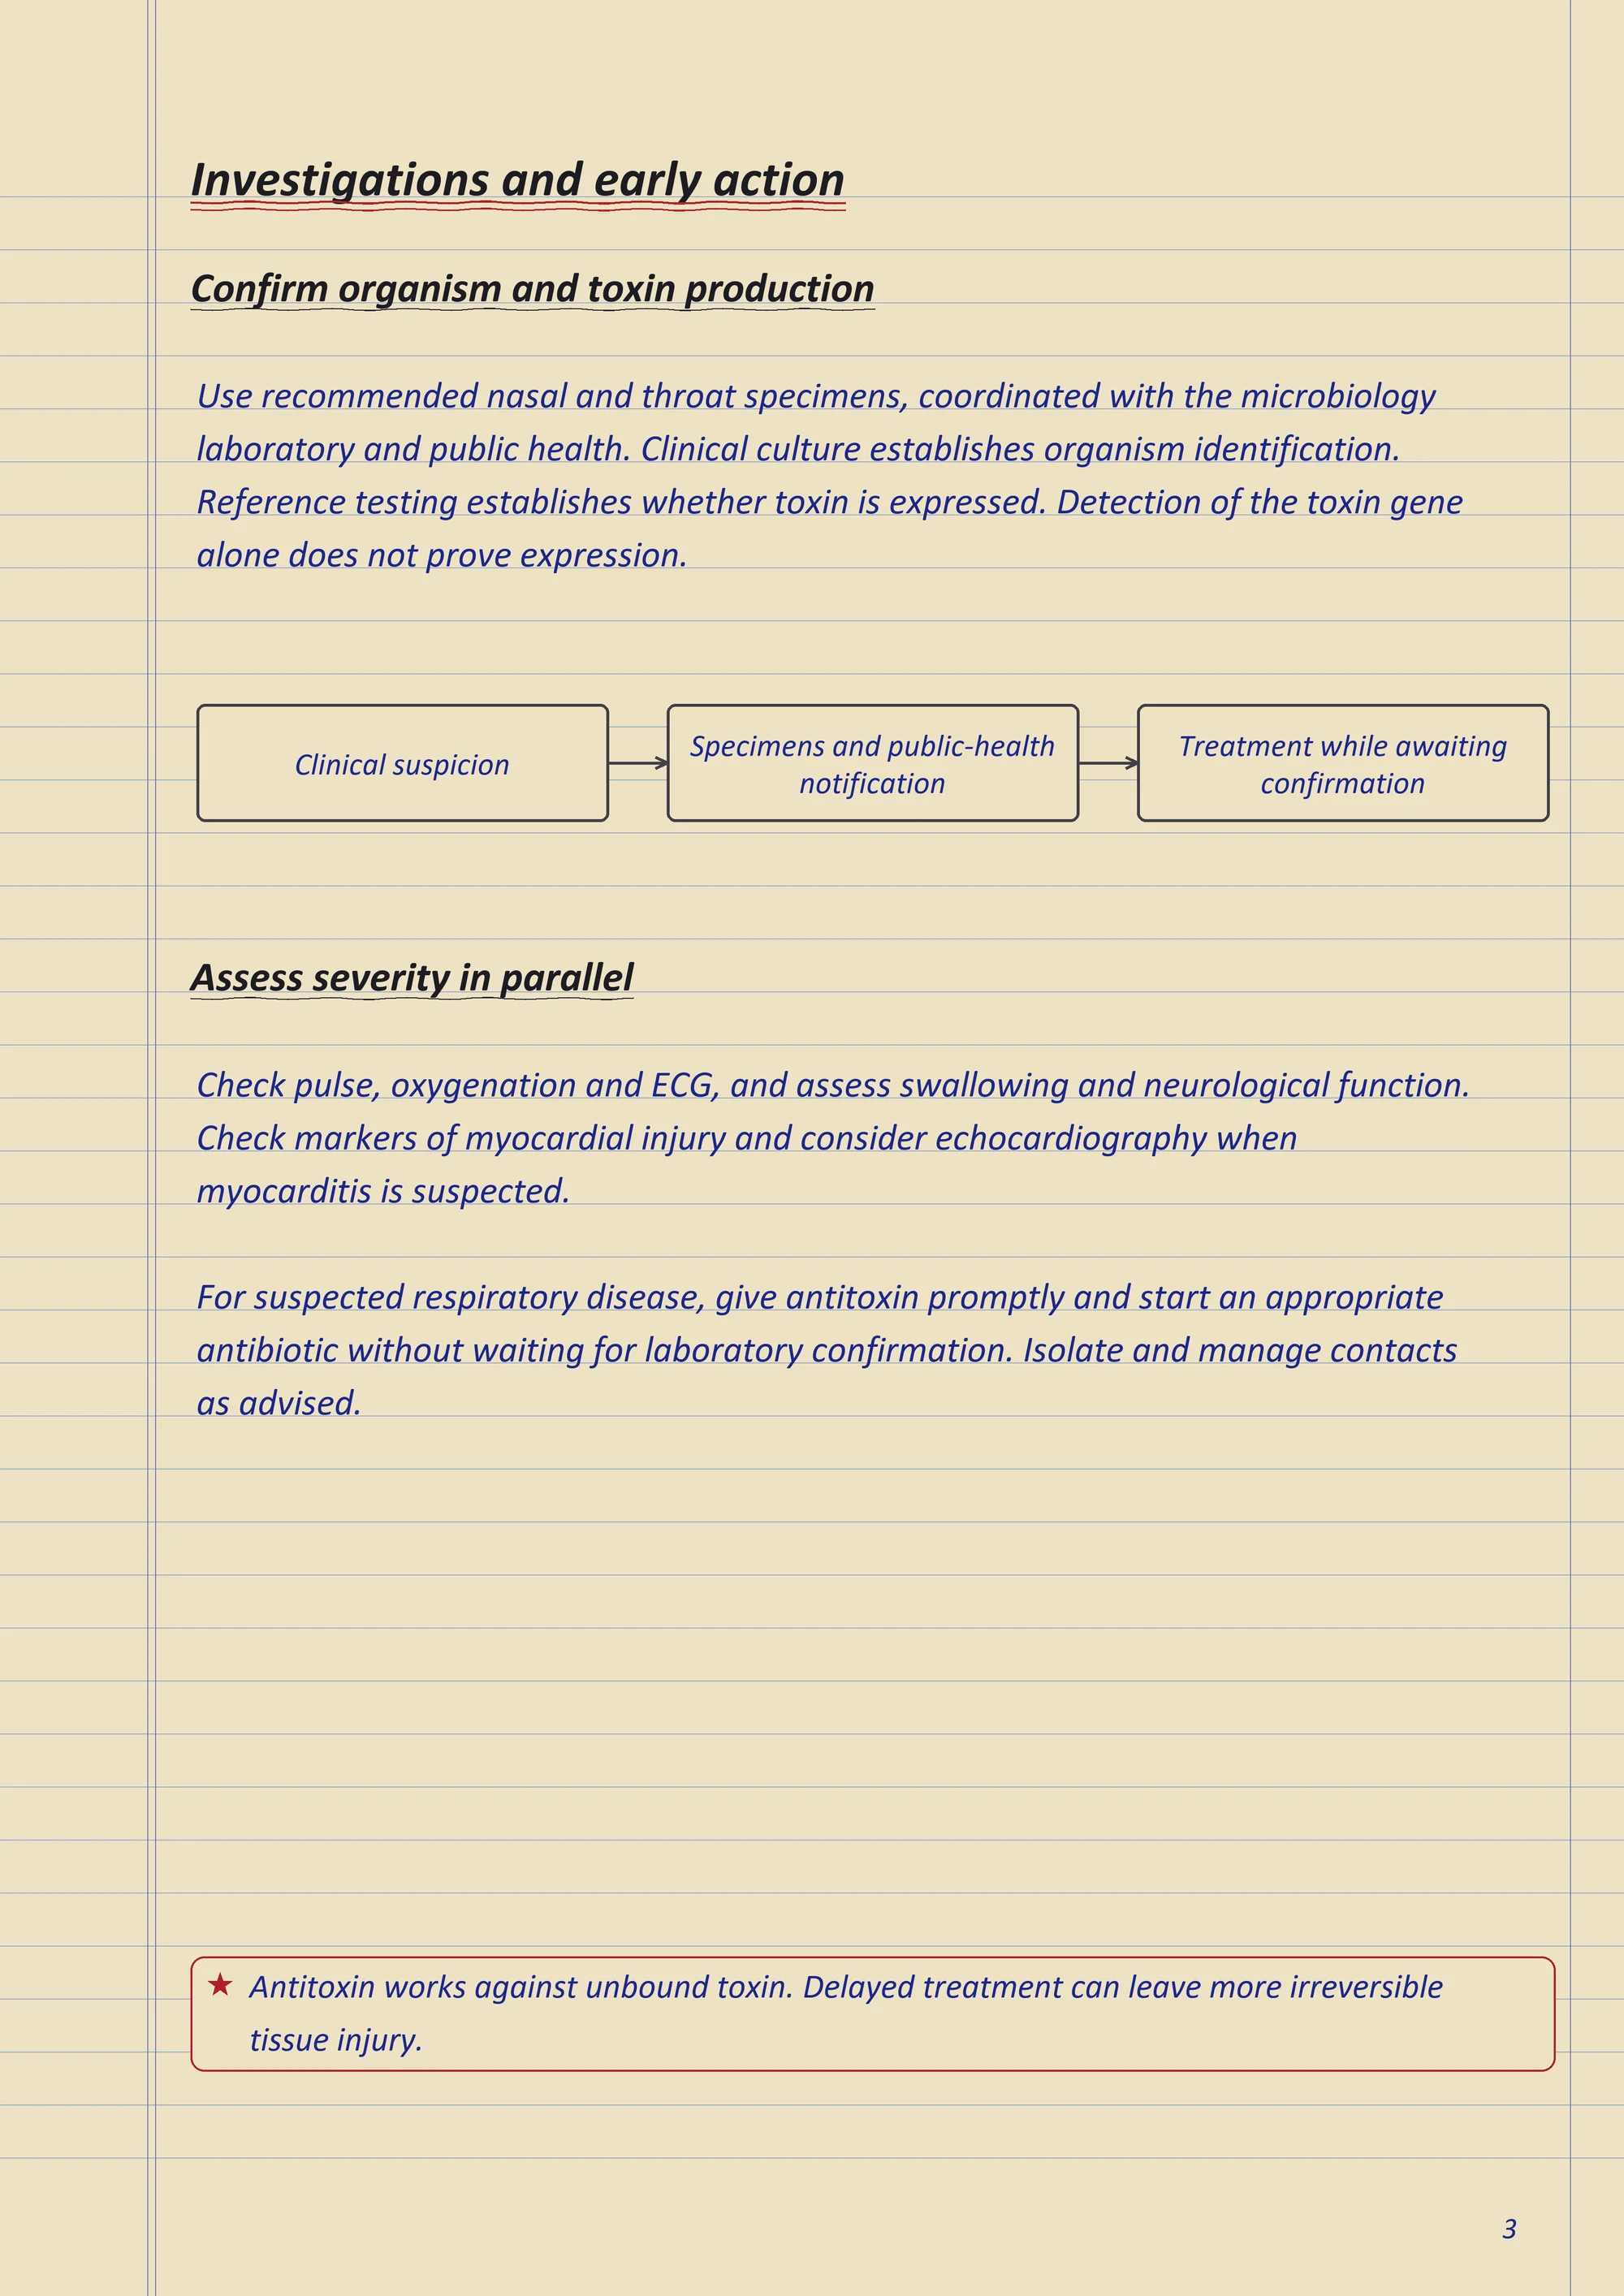 Investigations and early action
Confirm organism and toxin production
Use recommended nasal and throat specimens, coordinated with the microbiology
laboratory and public health. Clinical culture establishes organism identification.
Reference testing establishes whether toxin is expressed. Detection of the toxin gene
alone does not prove expression.
Clinical suspicion
Specimens and public-health
notification
Treatment while awaiting
confirmation
Assess severity in parallel
Check pulse, oxygenation and ECG, and assess swallowing and neurological function.
Check markers of myocardial injury and consider echocardiography when
myocarditis is suspected.
For suspected respiratory disease, give antitoxin promptly and start an appropriate
antibiotic without waiting for laboratory confirmation. Isolate and manage contacts
as advised.
★ Antitoxin works against unbound toxin. Delayed treatment can leave more irreversible
tissue injury.
3